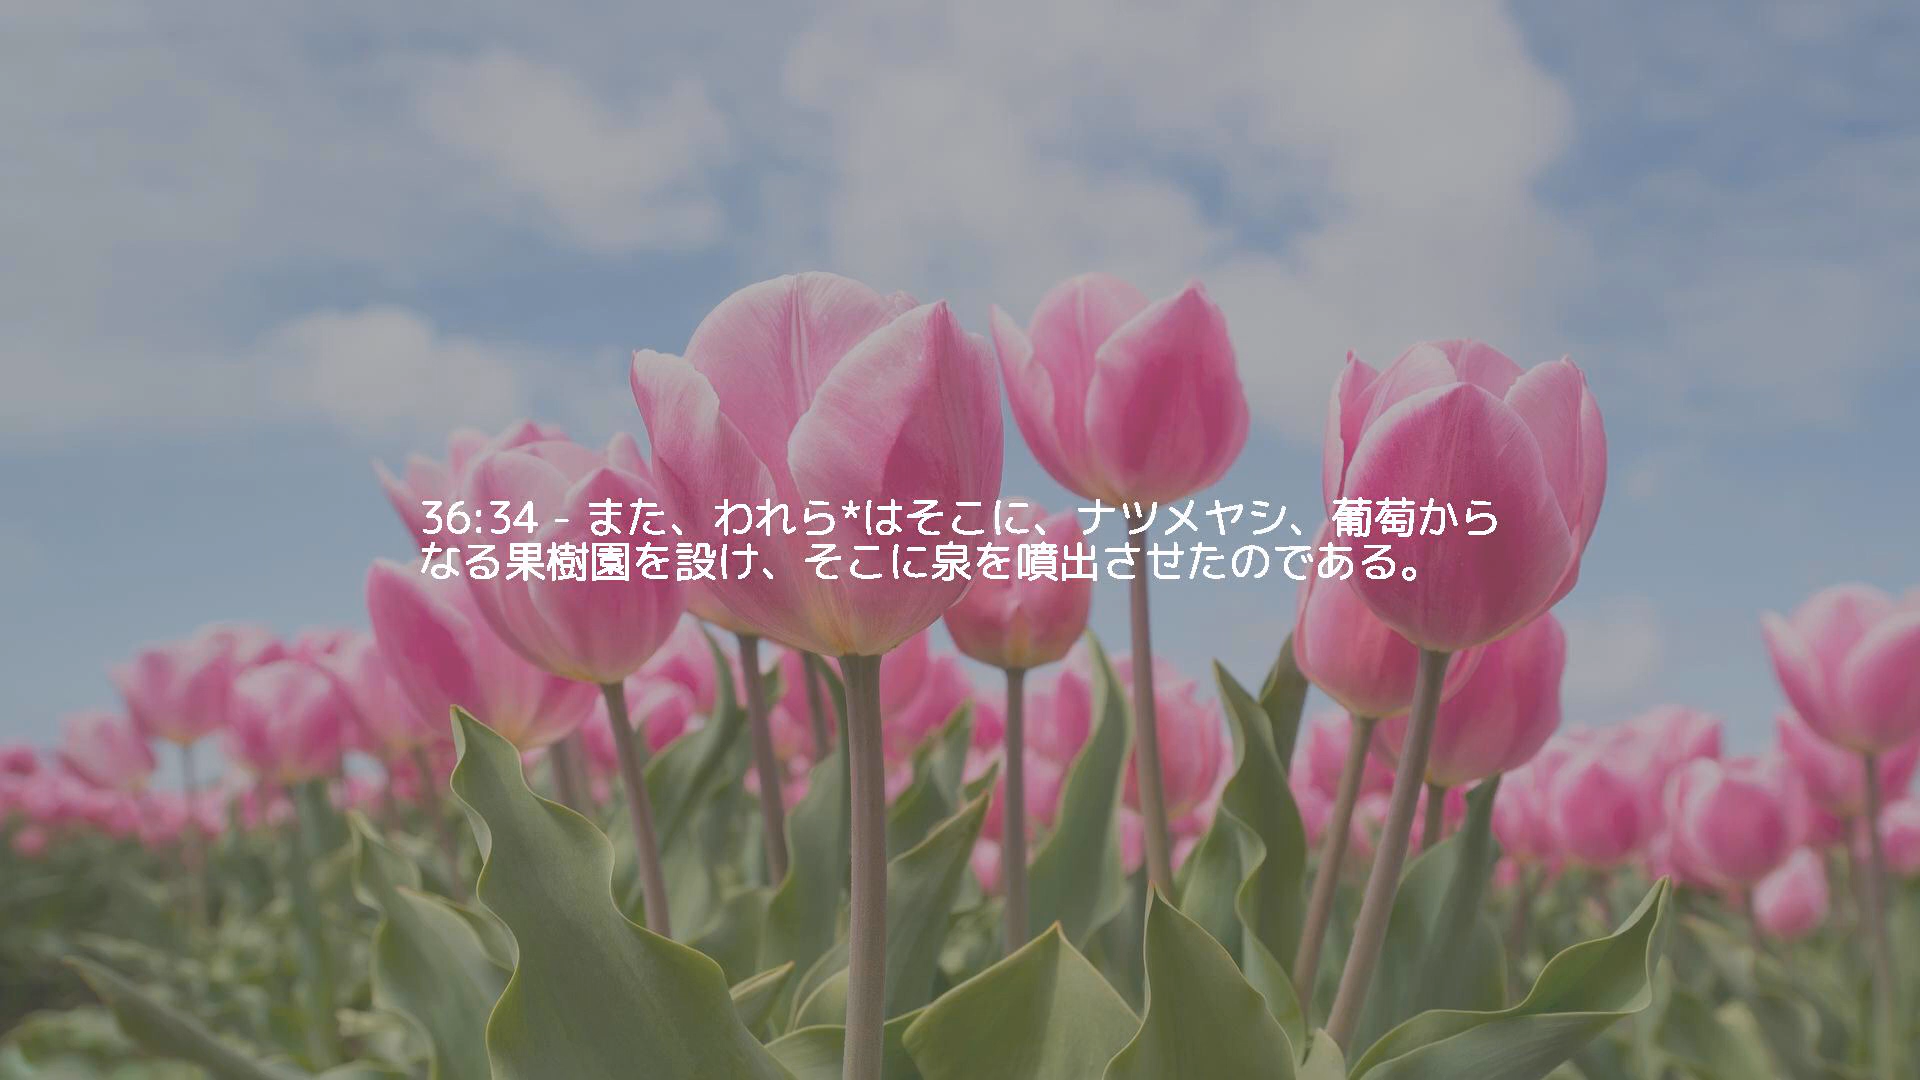 36:34 - また、われら*はそこに、ナツメヤシ、葡萄から
なる果樹園を設け、そこに泉を噴出させたのである。